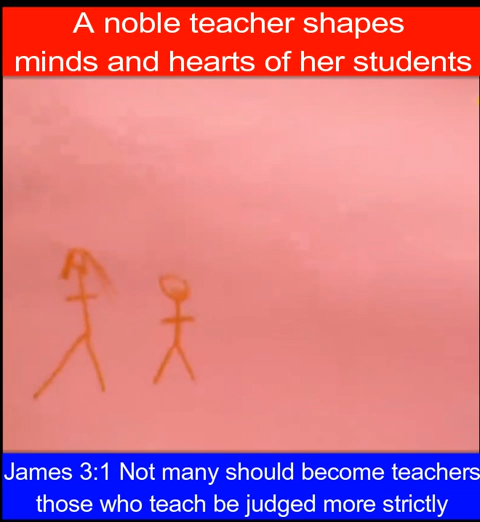 A noble teacher shapes
minds and hearts of her students
James 3:1 Not many should become teachers
those who teach be judged more strictly